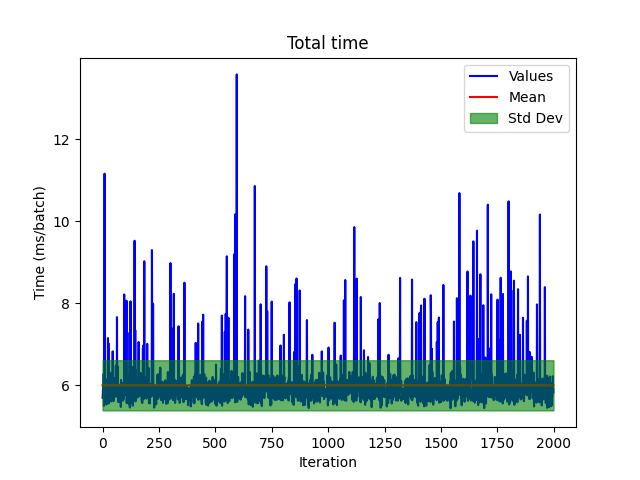 Total time
Values
Mean
Std Dev
Time (ms/batch)
12
10
8
6
0
250
500
750
1000
1250
1500
1750
2000
Iteration